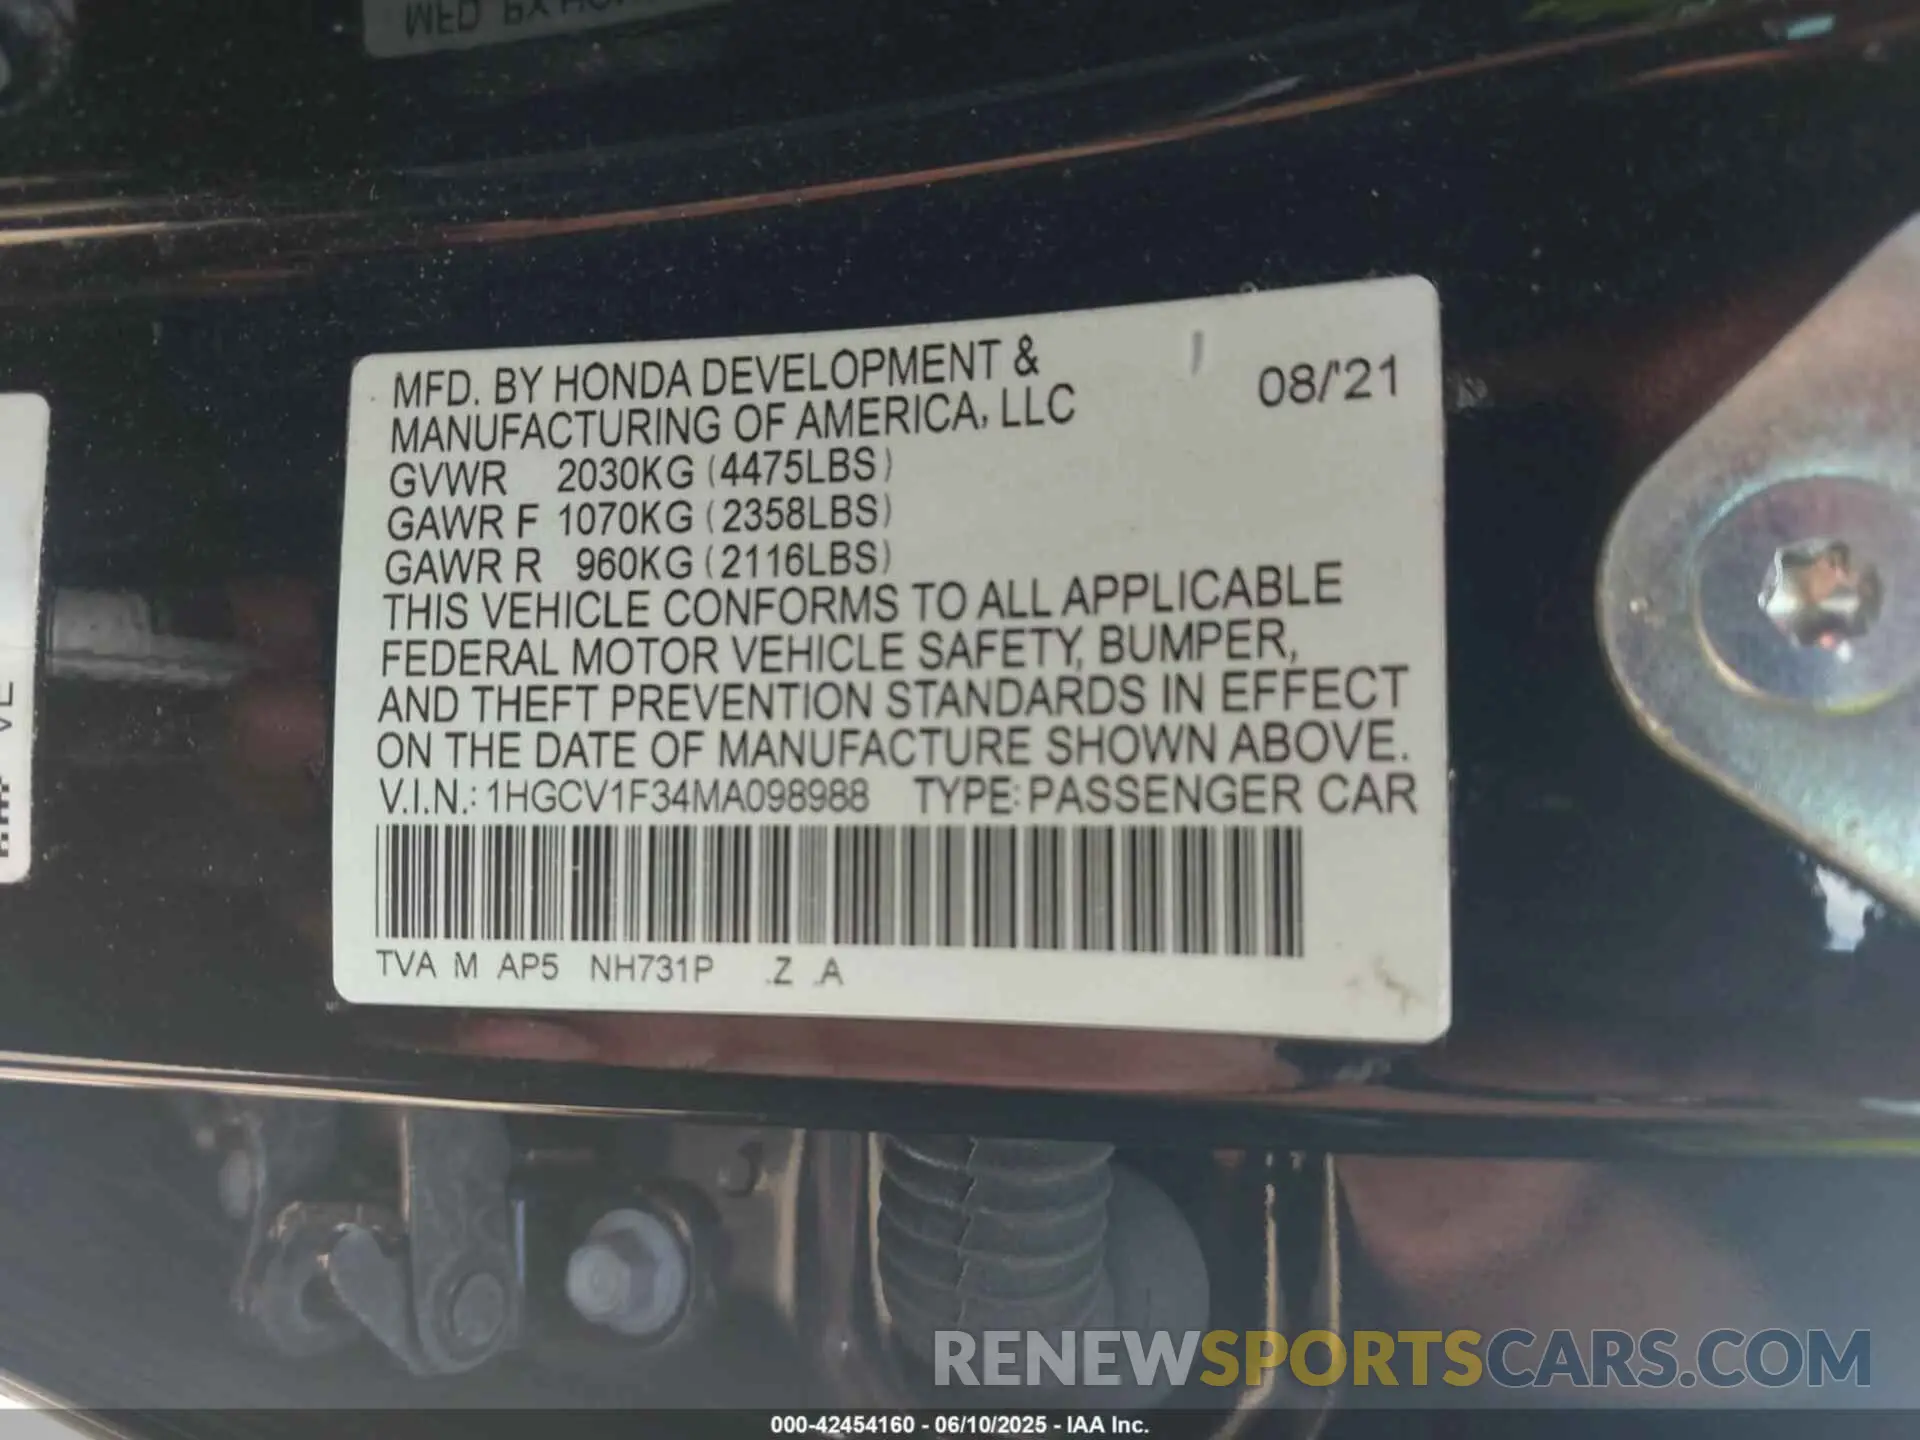 MFD. BY HONDA DEVELOPMENT &
MANUFACTURING OF AMERICA, LLC
08/'21
GVWR 2030KG (4475LBS)
GAWR F 1070KG (2358LBS)
GAWR R 960KG (2116LBS)
THIS VEHICLE CONFORMS TO ALL APPLICABLE
FEDERAL MOTOR VEHICLE SAFETY, BUMPER,
AND THEFT PREVENTION STANDARDS IN EFFECT
ON THE DATE OF MANUFACTURE SHOWN ABOVE.
V.I.N.: 1HGCV1F34MA098988 TYPE: PASSENGER CAR
TVA M AP5 NH731P .Z .A
RENEWSPORTSCARS.COM
000-42454160 - 06/10/2025 - IAA Inc.